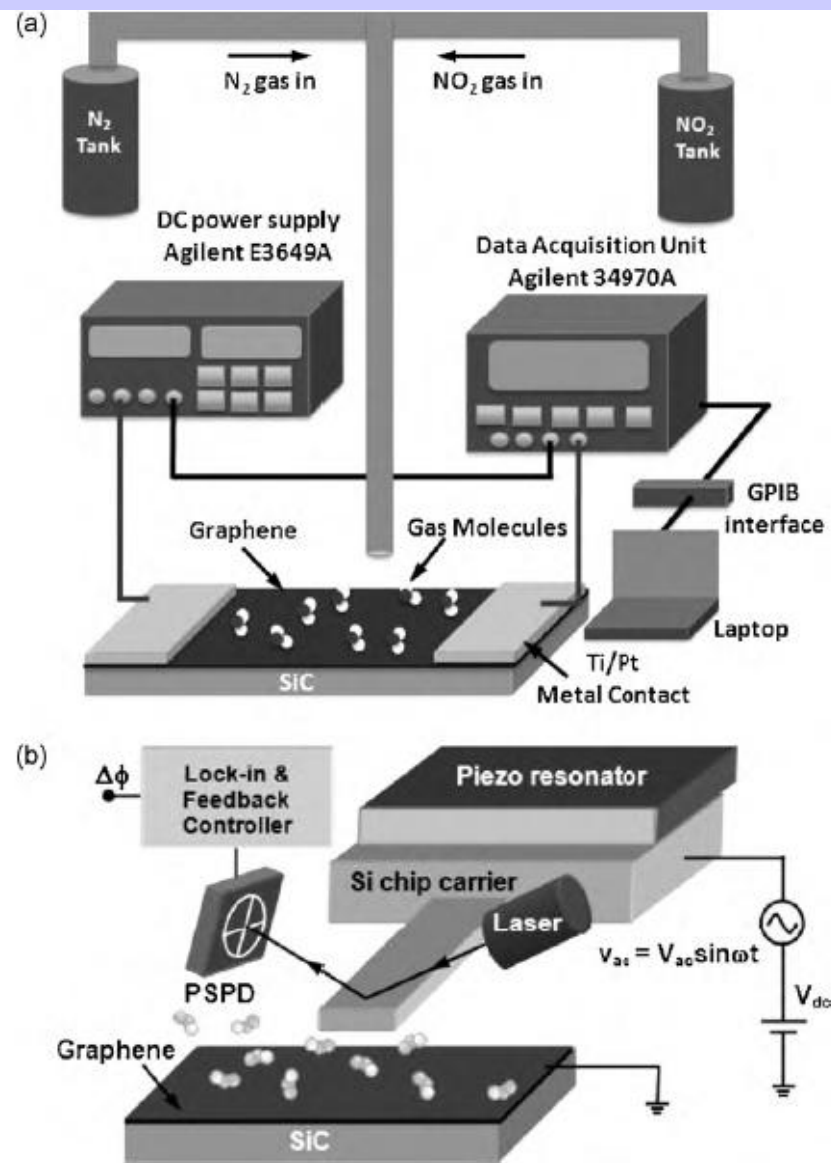 (a)
N₂ gas in
NO₂ gas in
N₂
Tank
NO₂
Tank
DC power supply
Agilent E3649A
Data Acquisition Unit
Agilent 34970A
GPIB
interface
Graphene
Gas Molecules
Laptop
Ti/Pt
Metal Contact
SiC
(b)
Δϕ
Lock-in &
Feedback
Controller
Piezo resonator
Si chip carrier
Laser
vₐc = Vₐc sinωt
V_dc
PSPD
Graphene
SiC